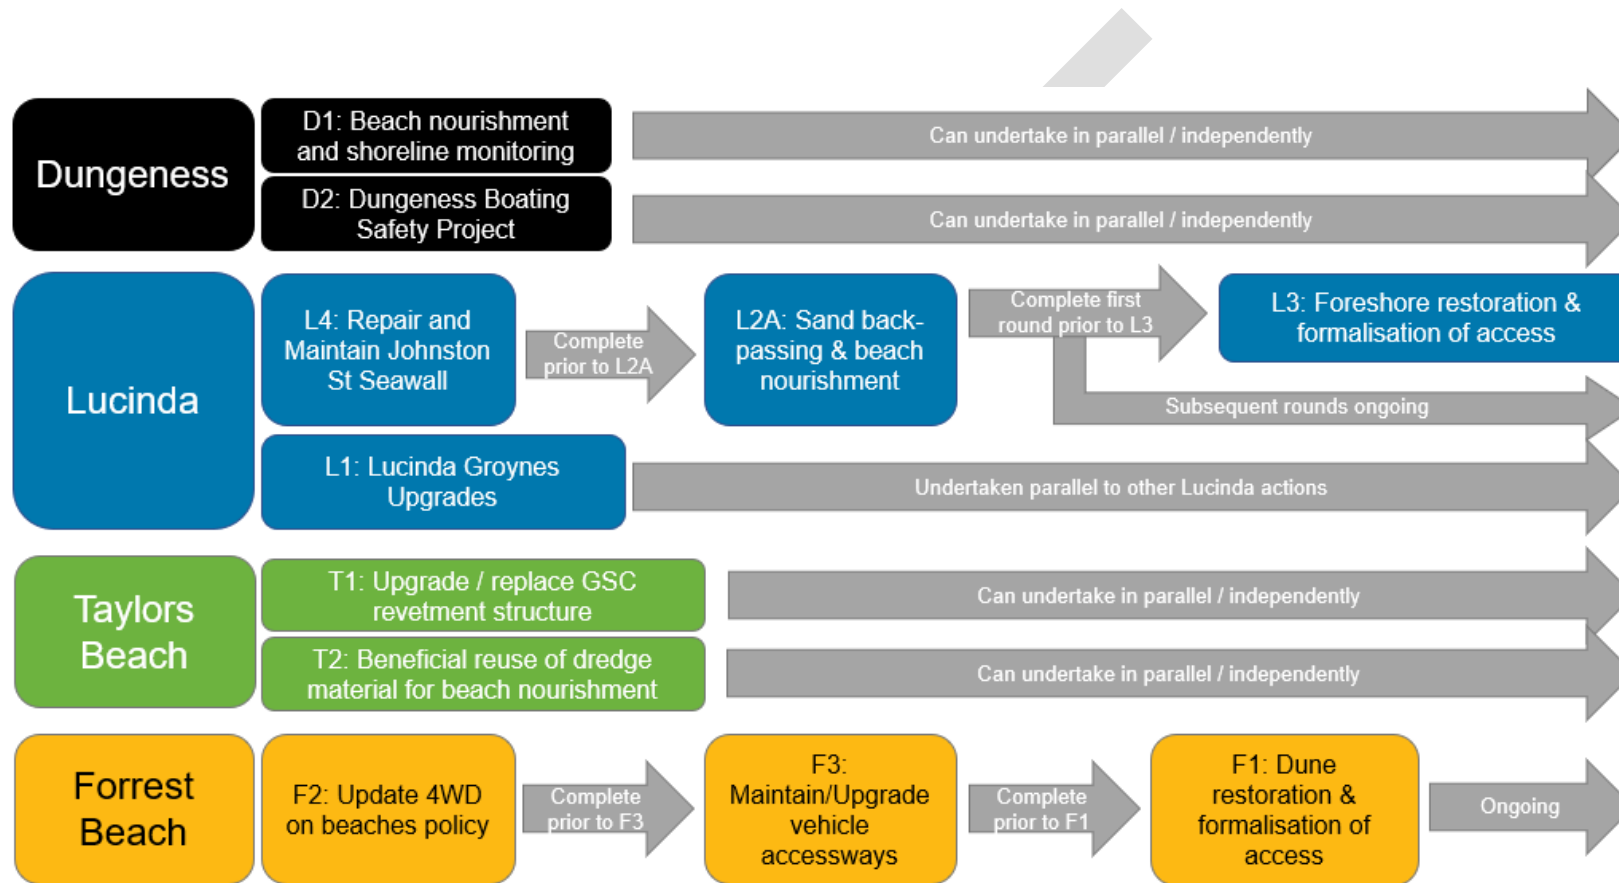 Dungeness
D1: Beach nourishment
and shoreline monitoring
Can undertake in parallel / independently
D2: Dungeness Boating
Safety Project
Can undertake in parallel / independently
Lucinda
L4: Repair and
Maintain Johnston
St Seawall
Complete
prior to L2A
L2A: Sand back-
passing & beach
nourishment
Complete first
round prior to L3
L3: Foreshore restoration &
formalisation of access
Subsequent rounds ongoing
L1: Lucinda Groynes
Upgrades
Undertaken parallel to other Lucinda actions
Taylors
Beach
T1: Upgrade / replace GSC
revetment structure
Can undertake in parallel / independently
T2: Beneficial reuse of dredge
material for beach nourishment
Can undertake in parallel / independently
Forrest
Beach
F2: Update 4WD
on beaches policy
Complete
prior to F3
F3:
Maintain/Upgrade
vehicle
accessways
Complete
prior to F1
F1: Dune
restoration &
formalisation of
access
Ongoing